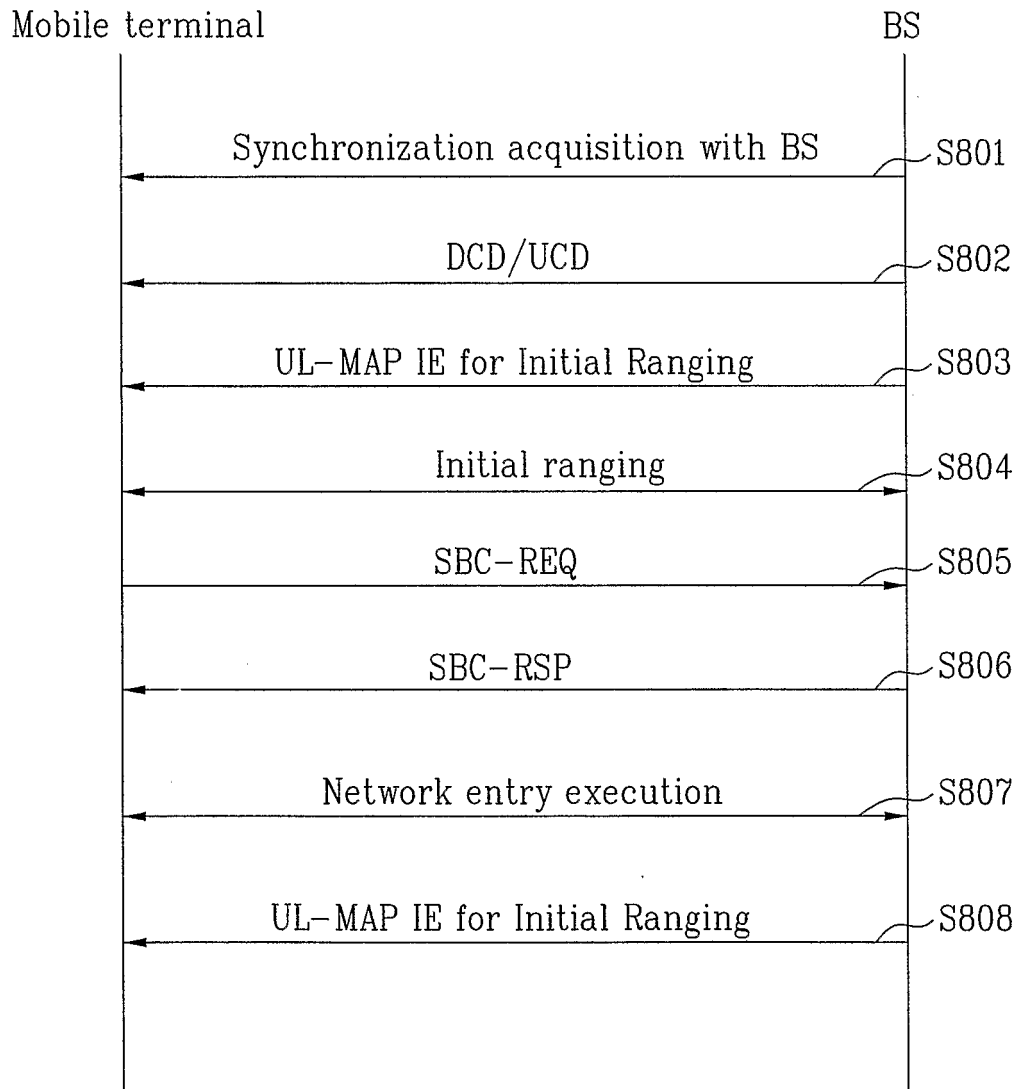 Mobile terminal BS
Synchronization acquisition with BS S801
DCD/UCD S802
UL-MAP IE for Initial Ranging S803
Initial ranging S804
SBC-REQ S805
SBC-RSP S806
Network entry execution S807
UL-MAP IE for Initial Ranging S808